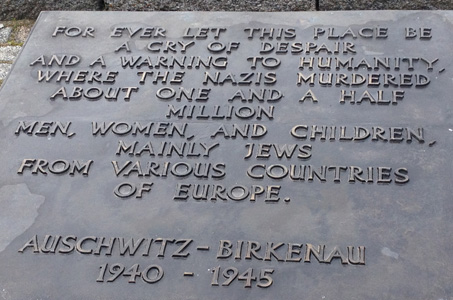 FOR EVER LET THIS PLACE BE
A CRY OF DESPAIR
AND A WARNING TO HUMANITY,
WHERE THE NAZIS MURDERED
ABOUT ONE AND A HALF
MILLION
MEN, WOMEN, AND CHILDREN,
MAINLY JEWS
FROM VARIOUS COUNTRIES
OF EUROPE.
AUSCHWITZ - BIRKENAU
1940 - 1945